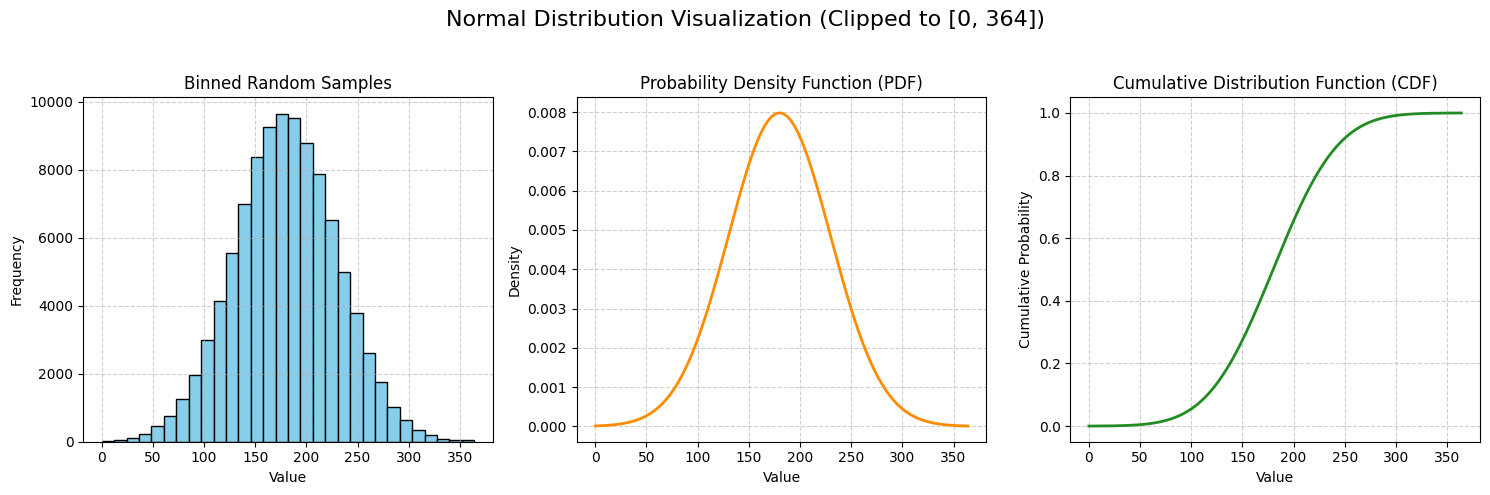 Normal Distribution Visualization (Clipped to [0, 364])
Binned Random Samples
Frequency
10000
8000
6000
4000
2000
0
0 50 100 150 200 250 300 350
Value
Probability Density Function (PDF)
Density
0.008
0.007
0.006
0.005
0.004
0.003
0.002
0.001
0.000
0 50 100 150 200 250 300 350
Value
Cumulative Distribution Function (CDF)
Cumulative Probability
1.0
0.8
0.6
0.4
0.2
0.0
0 50 100 150 200 250 300 350
Value